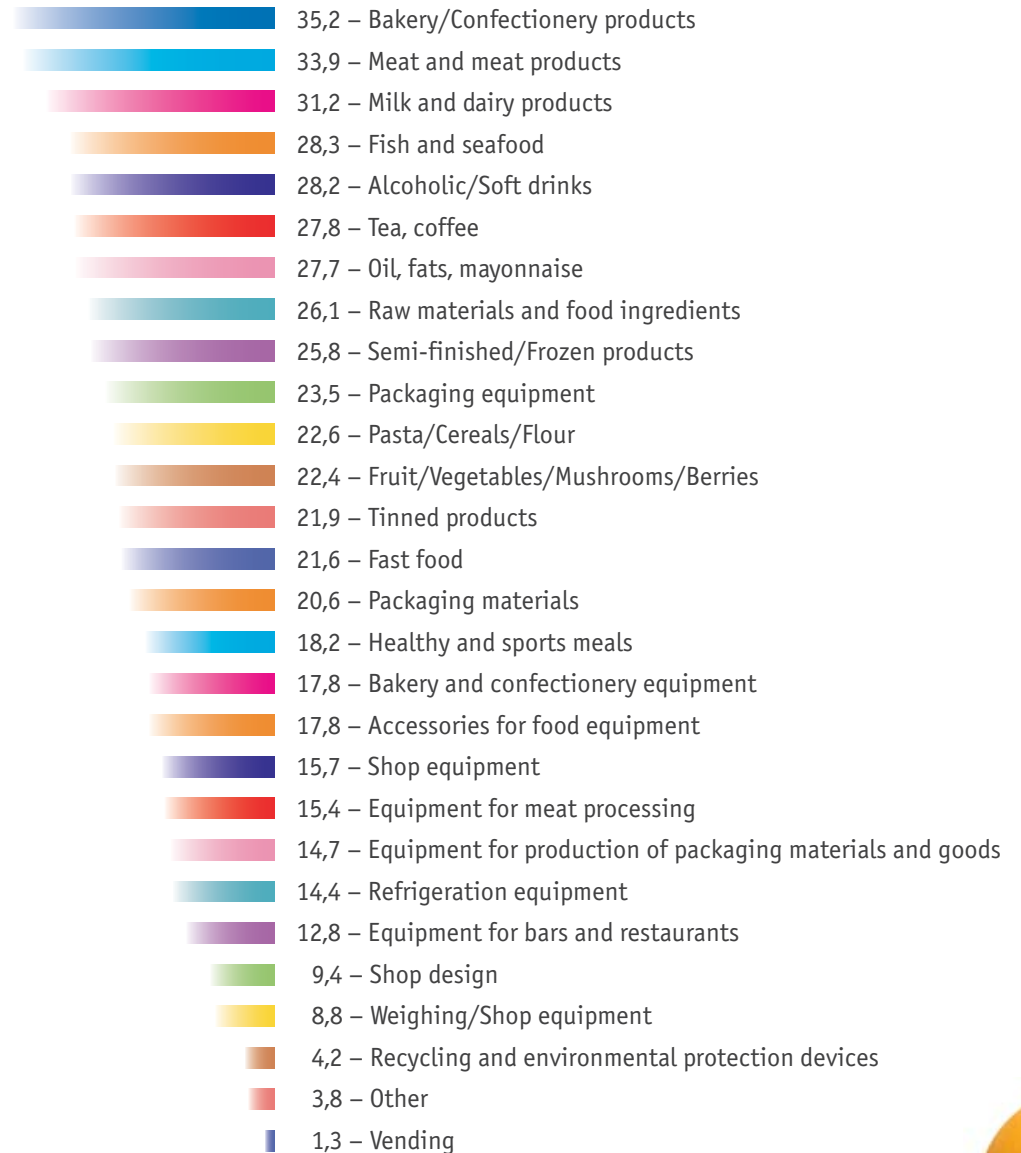 35,2 – Bakery/Confectionery products
33,9 – Meat and meat products
31,2 – Milk and dairy products
28,3 – Fish and seafood
28,2 – Alcoholic/Soft drinks
27,8 – Tea, coffee
27,7 – Oil, fats, mayonnaise
26,1 – Raw materials and food ingredients
25,8 – Semi-finished/Frozen products
23,5 – Packaging equipment
22,6 – Pasta/Cereals/Flour
22,4 – Fruit/Vegetables/Mushrooms/Berries
21,9 – Tinned products
21,6 – Fast food
20,6 – Packaging materials
18,2 – Healthy and sports meals
17,8 – Bakery and confectionery equipment
17,8 – Accessories for food equipment
15,7 – Shop equipment
15,4 – Equipment for meat processing
14,7 – Equipment for production of packaging materials and goods
14,4 – Refrigeration equipment
12,8 – Equipment for bars and restaurants
9,4 – Shop design
8,8 – Weighing/Shop equipment
4,2 – Recycling and environmental protection devices
3,8 – Other
1,3 – Vending